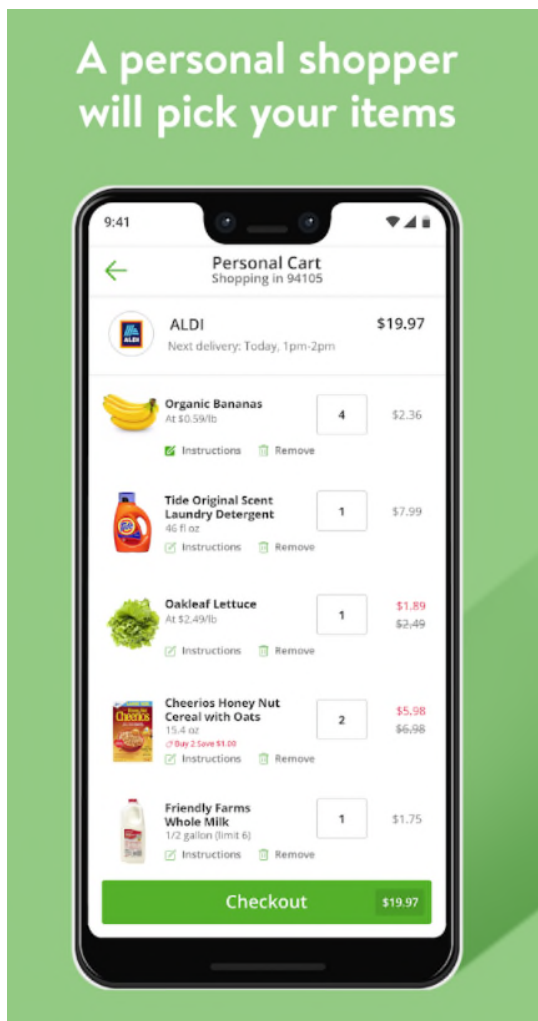 A personal shopper
will pick your items
9:41
Personal Cart
Shopping in 94105
ALDI
ALDI $19.97
Next delivery: Today, 1pm-2pm
Organic Bananas
At $0.59/lb
4 $2.36
Instructions Remove
Tide Original Scent
Laundry Detergent
46 fl oz
1 $7.99
Tide
Instructions Remove
Oakleaf Lettuce
At $2.49/lb
1 $1.89
$2.49
Instructions Remove
Cheerios Honey Nut
Cereal with Oats
15.4 oz
Buy 2 Save $1.00
2 $5.98
$6.98
Cheerios
Instructions Remove
Friendly Farms
Whole Milk
1/2 gallon (limit 6)
1 $1.75
Instructions Remove
Checkout $19.97